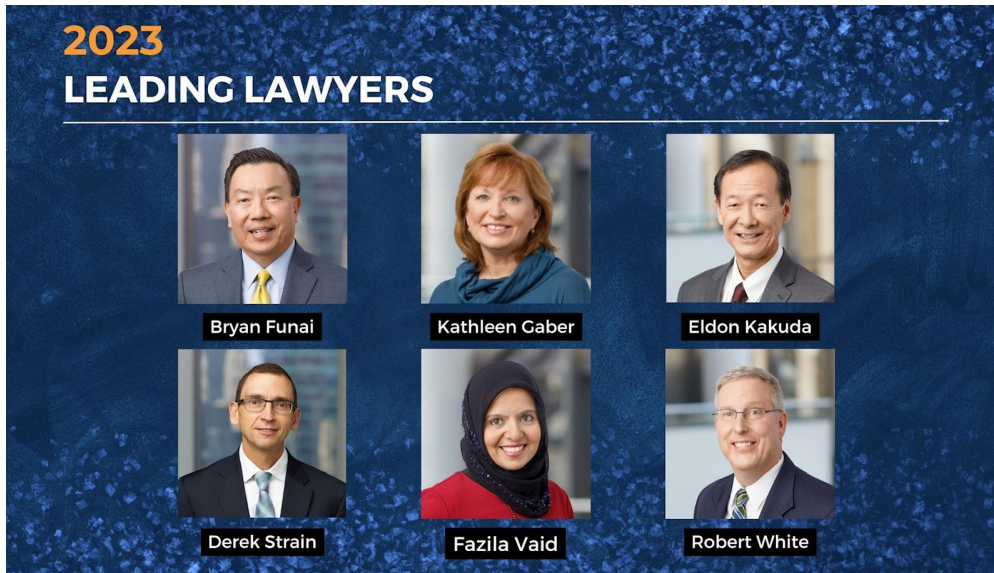 2023
LEADING LAWYERS
Bryan Funai
Kathleen Gaber
Eldon Kakuda
Derek Strain
Fazila Vaid
Robert White